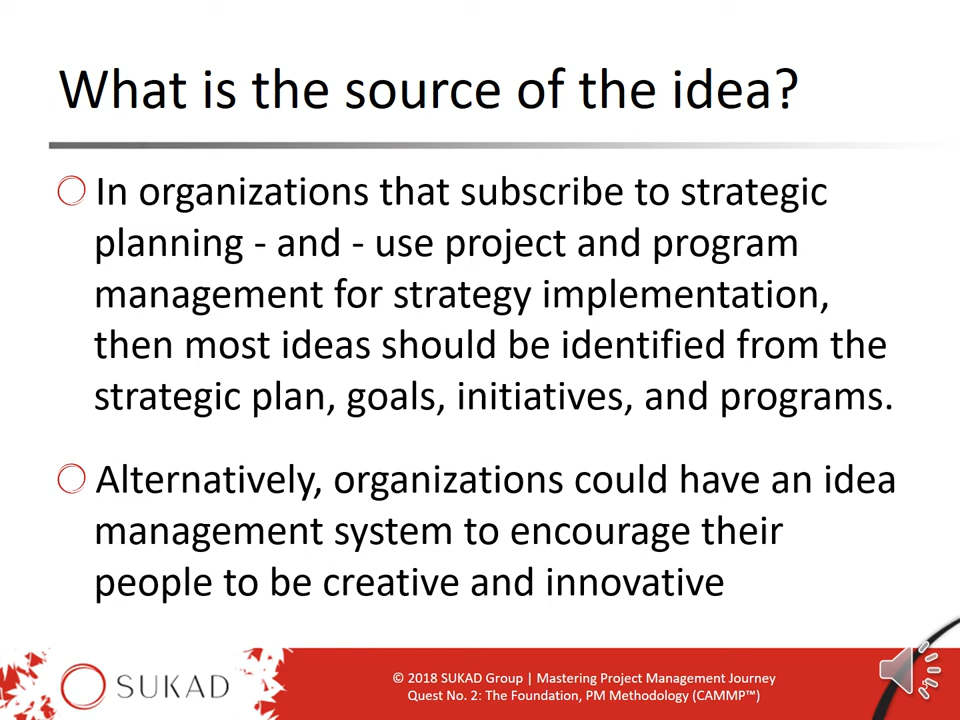 What is the source of the idea?
In organizations that subscribe to strategic
planning - and - use project and program
management for strategy implementation,
then most ideas should be identified from the
strategic plan, goals, initiatives, and programs.
Alternatively, organizations could have an idea
management system to encourage their
people to be creative and innovative
SUKAD
© 2018 SUKAD Group | Mastering Project Management Journey
Quest No. 2: The Foundation, PM Methodology (CAMMP™)